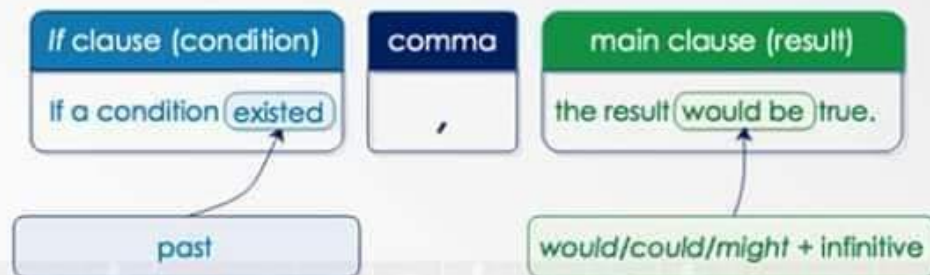 If clause (condition)
comma
main clause (result)
If a condition existed
,
the result would be true.
past
would/could/might + infinitive